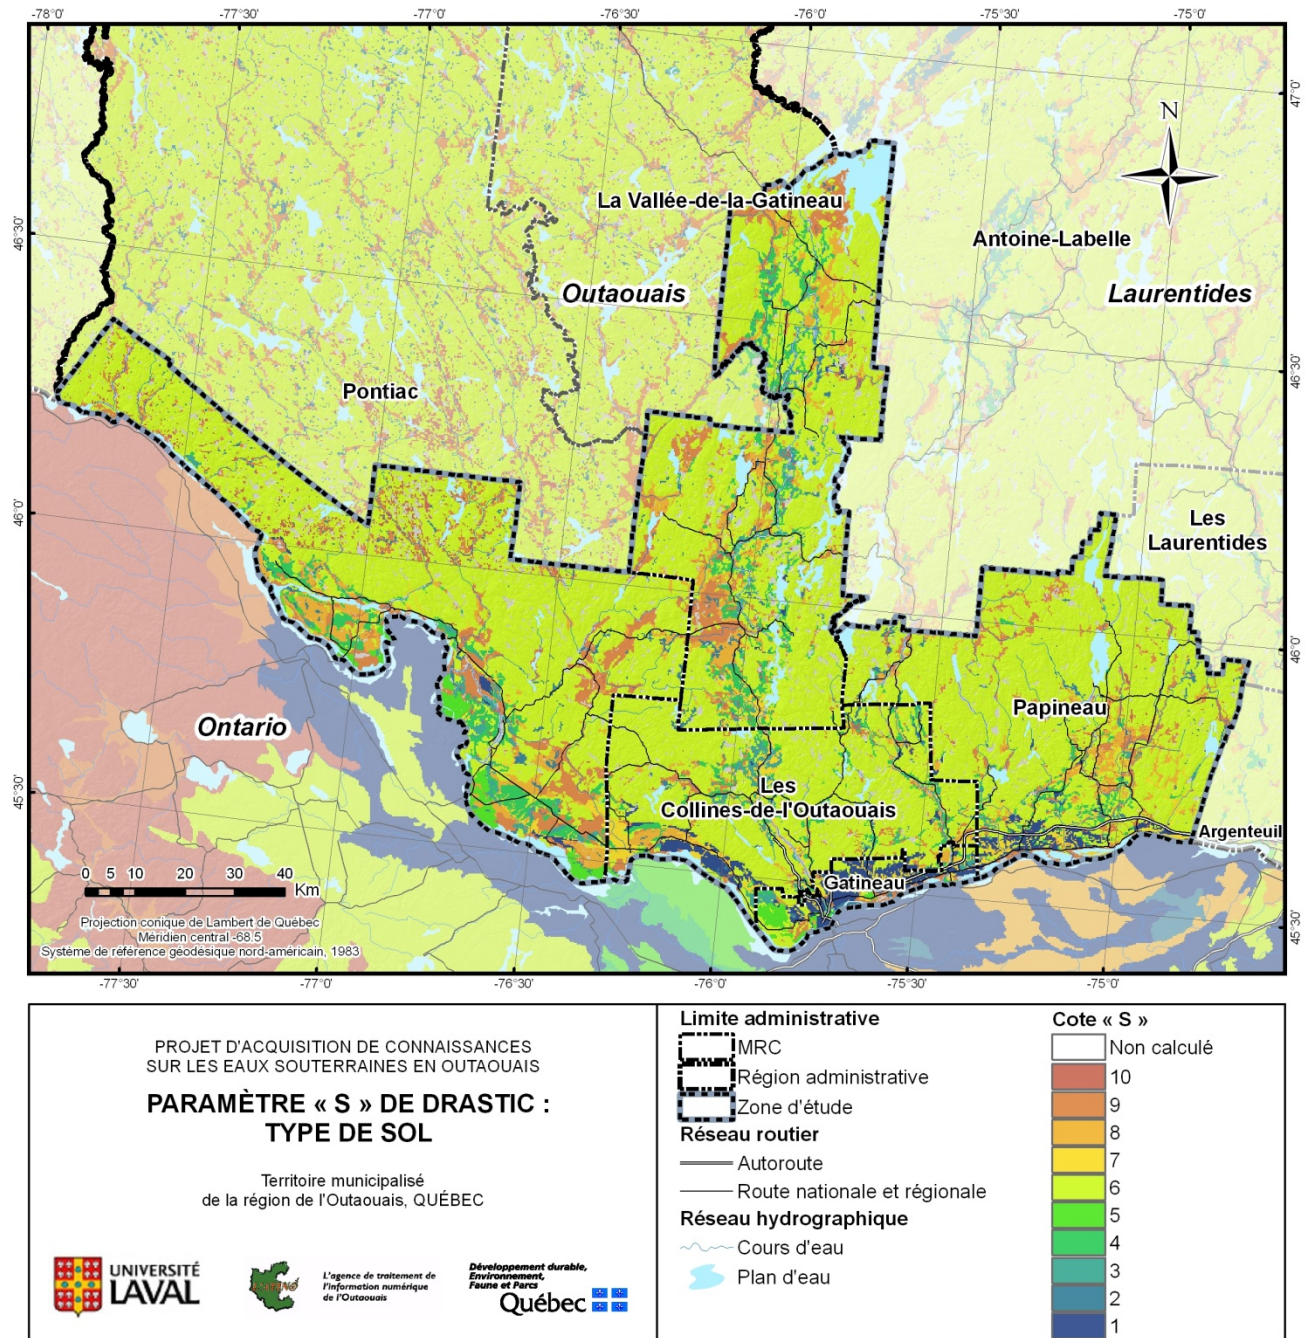 -78°0' -77°30' -77°0' -76°30' -76°0' -75°30' -75°0'
47°0'
N
La Vallée-de-la-Gatineau
Antoine-Labelle
46°30'
Outaouais
Laurentides
46°30'
Pontiac
46°0'
Les
Laurentides
46°0'
Papineau
Ontario
45°30'
Les
Collines-de-l'Outaouais
Argenteuil
Gatineau
0 5 10 20 30 40
Km
Projection conique de Lambert de Québec
Méridien central -68.5
Système de référence géodésique nord-américain, 1983
45°30'
-77°30' -77°0' -76°30' -76°0' -75°30' -75°0'
PROJET D'ACQUISITION DE CONNAISSANCES
SUR LES EAUX SOUTERRAINES EN OUTAOUAIS
PARAMÈTRE « S » DE DRASTIC :
TYPE DE SOL
Territoire municipalisé
de la région de l'Outaouais, QUÉBEC
UNIVERSITÉ
LAVAL
L'agence de traitement de
l'information numérique
de l'Outaouais
Développement durable,
Environnement,
Faune et Parcs
Québec
Limite administrative
MRC
Région administrative
Zone d'étude
Réseau routier
Autoroute
Route nationale et régionale
Réseau hydrographique
Cours d'eau
Plan d'eau
Cote « S »
Non calculé
10
9
8
7
6
5
4
3
2
1